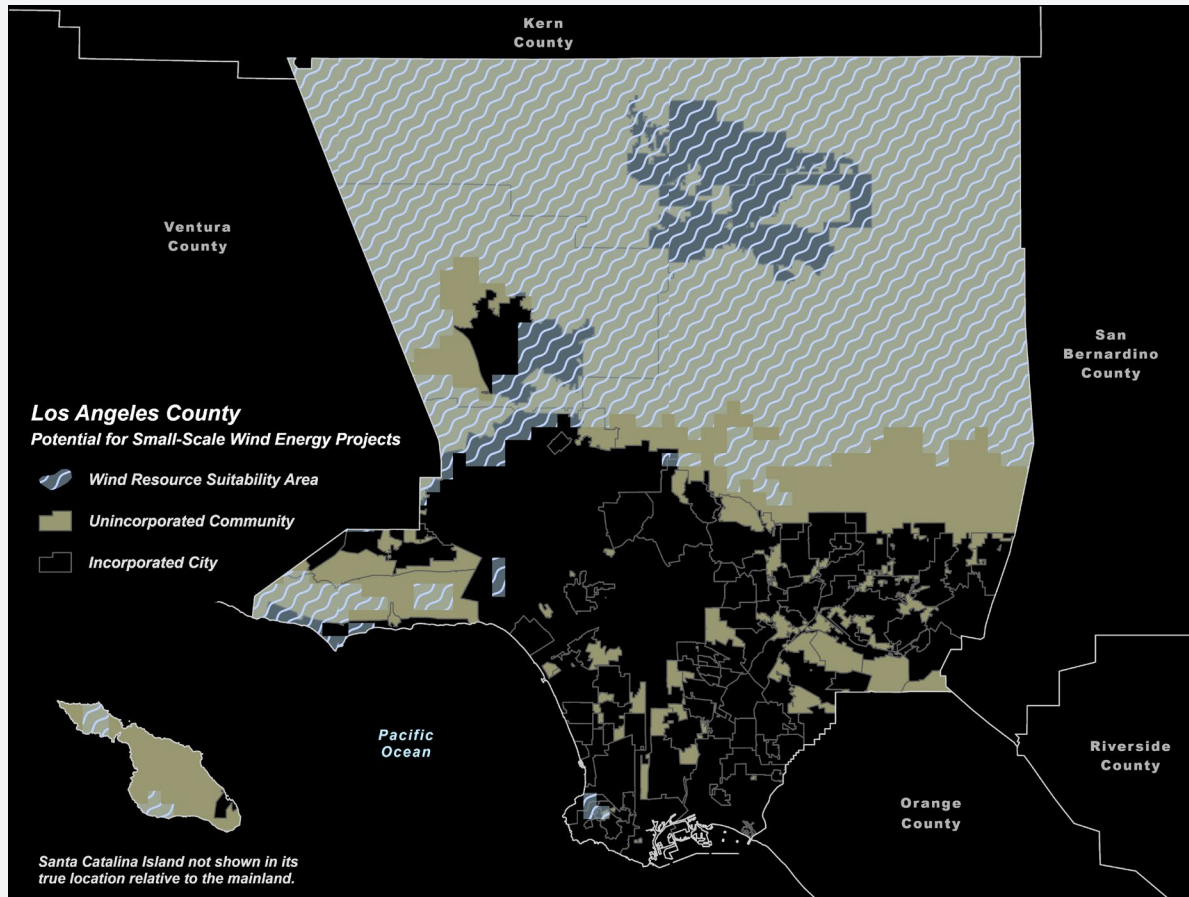 Kern
County
Ventura
County
San
Bernardino
County
Los Angeles County
Potential for Small-Scale Wind Energy Projects
Wind Resource Suitability Area
Unincorporated Community
Incorporated City
Pacific
Ocean
Riverside
County
Orange
County
Santa Catalina Island not shown in its
true location relative to the mainland.